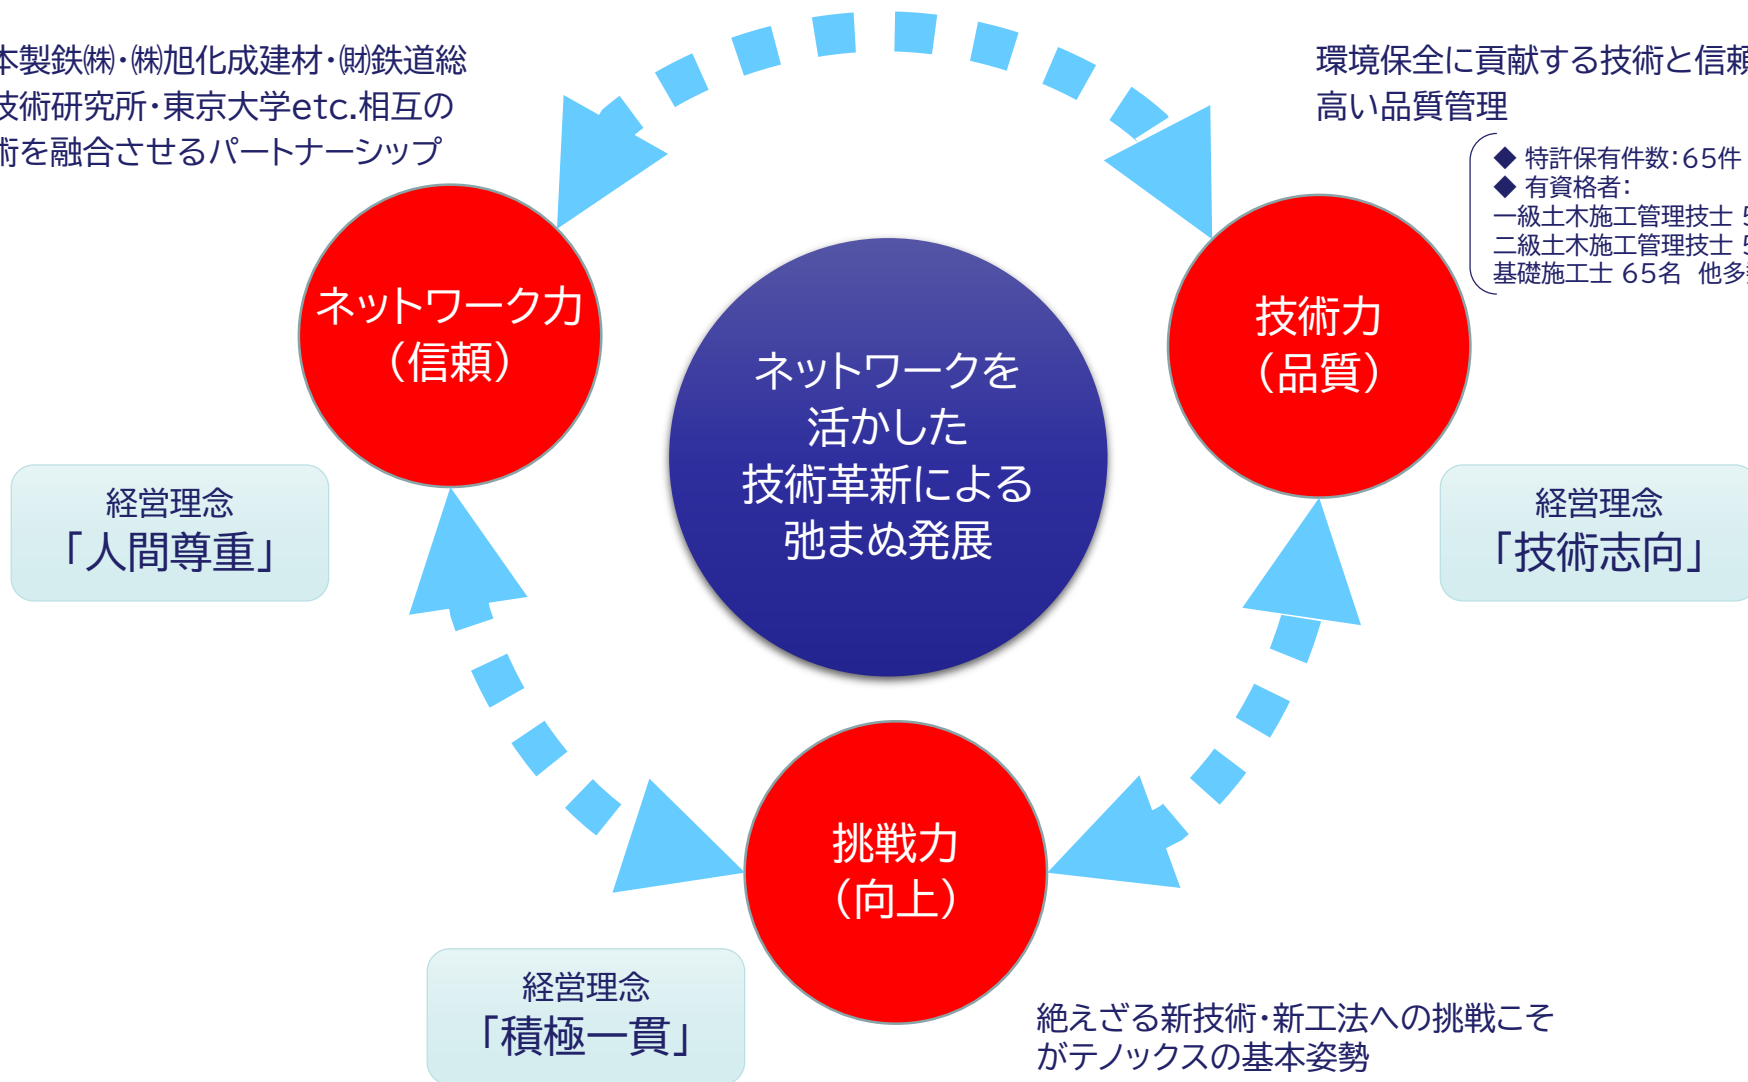 本製鉄㈱・㈱旭化成建材・㈶鉄道総
技術研究所・東京大学etc.相互の
術を融合させるパートナーシップ
環境保全に貢献する技術と信頼
高い品質管理
◆ 特許保有件数：65件
◆ 有資格者：
一級土木施工管理技士
二級土木施工管理技士
基礎施工士 65名 他多
ネットワーク力
（信頼）
技術力
（品質）
ネットワークを
活かした
技術革新による
弛まぬ発展
経営理念
「人間尊重」
経営理念
「技術志向」
挑戦力
（向上）
経営理念
「積極一貫」
絶えざる新技術・新工法への挑戦こそ
がテノックスの基本姿勢